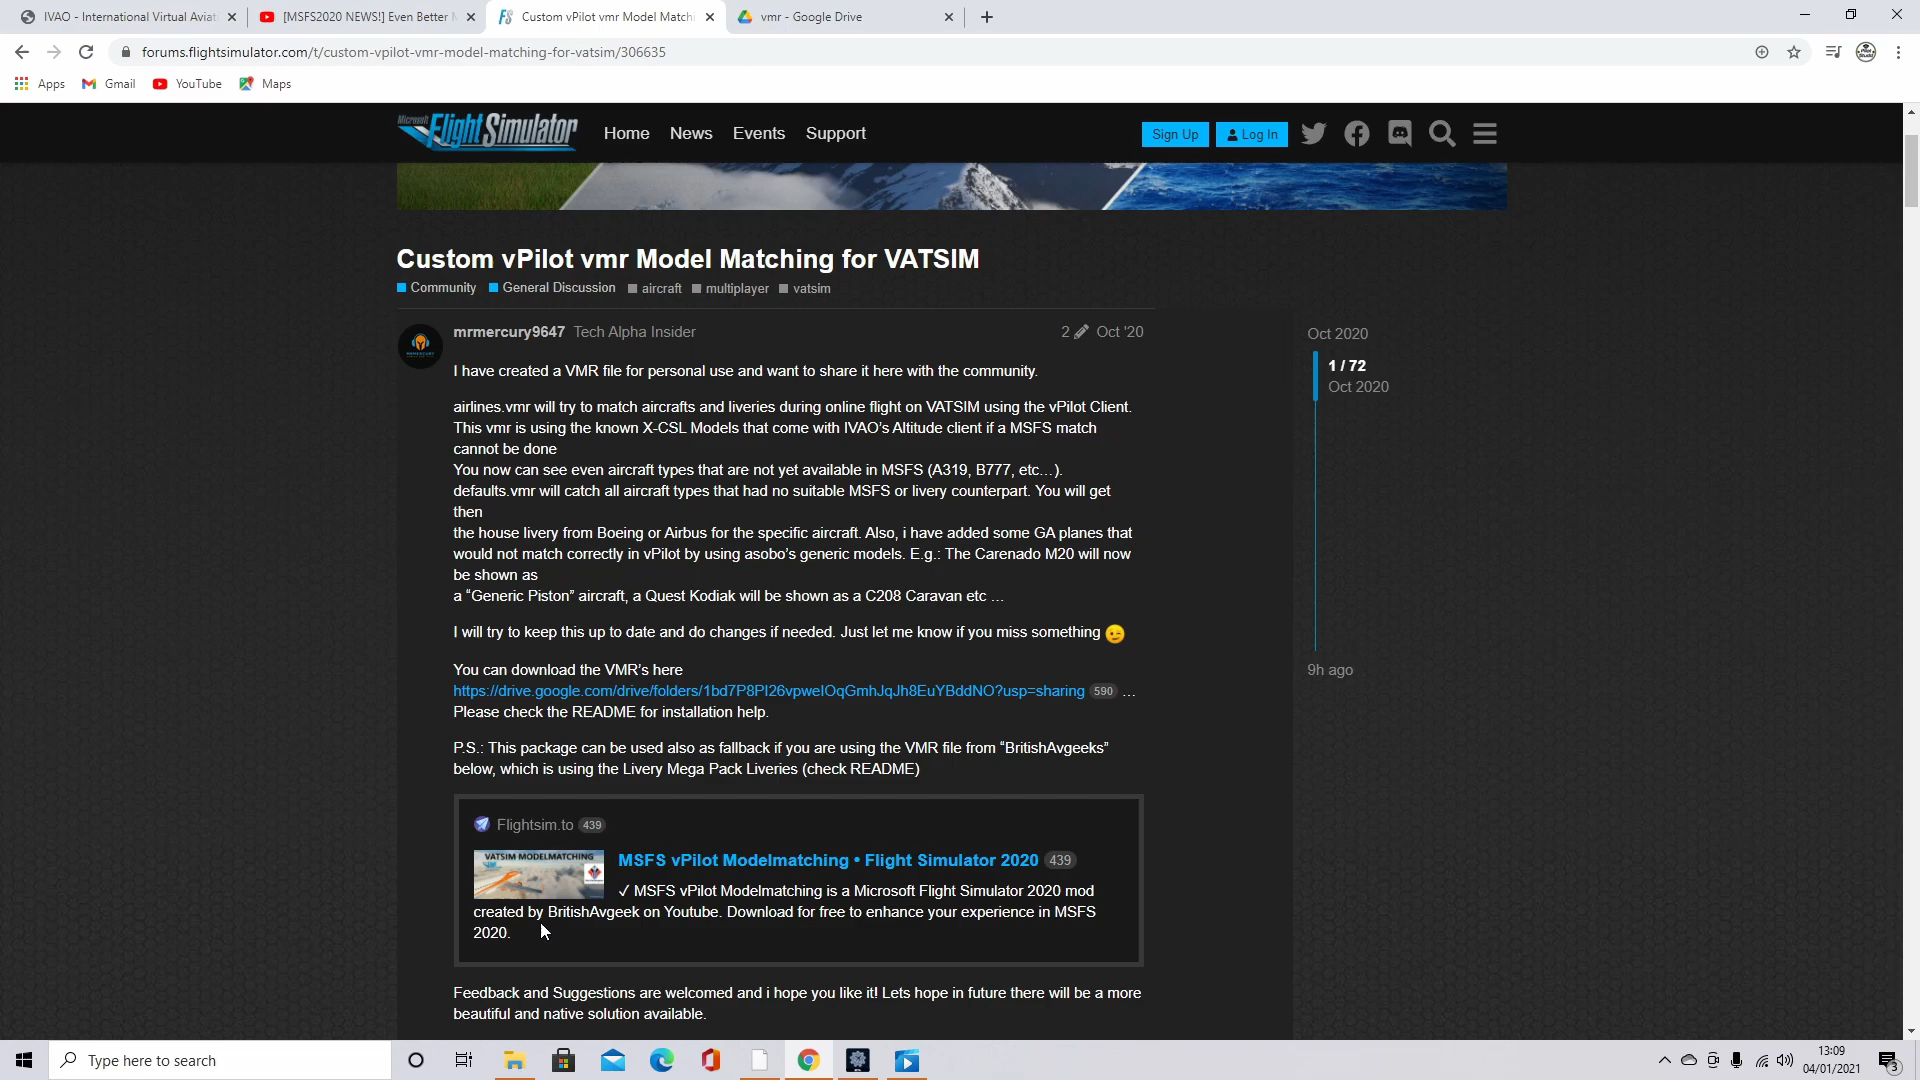 IVAO - International Virtual Aviat
[MSFS2020 NEWS!] Even Better M
Custom vPilot vmr Model Matchi
vmr - Google Drive
forums.flightsimulator.com/t/custom-vpilot-vmr-model-matching-for-vatsim/306635
Apps
Gmail
YouTube
Maps
Microsoft
Flight Simulator
Home
News
Events
Support
Sign Up
Log In
Custom vPilot vmr Model Matching for VATSIM
Community
General Discussion
aircraft
multiplayer
vatsim
mrmercury9647 Tech Alpha Insider
2
Oct '20
I have created a VMR file for personal use and want to share it here with the community.
airlines.vmr will try to match aircrafts and liveries during online flight on VATSIM using the vPilot Client.
This vmr is using the known X-CSL Models that come with IVAO's Altitude client if a MSFS match
cannot be done
You now can see even aircraft types that are not yet available in MSFS (A319, B777, etc…).
defaults.vmr will catch all aircraft types that had no suitable MSFS or livery counterpart. You will get
then
the house livery from Boeing or Airbus for the specific aircraft. Also, i have added some GA planes that
would not match correctly in vPilot by using asobo's generic models. E.g.: The Carenado M20 will now
be shown as
a “Generic Piston” aircraft, a Quest Kodiak will be shown as a C208 Caravan etc …
I will try to keep this up to date and do changes if needed. Just let me know if you miss something
You can download the VMR's here
https://drive.google.com/drive/folders/1bd7P8PI26vpweIOqGmhJqJh8EuYBddNO?usp=sharing 590 …
Please check the README for installation help.
P.S.: This package can be used also as fallback if you are using the VMR file from “BritishAvgeeks”
below, which is using the Livery Mega Pack Liveries (check README)
Flightsim.to 439
VATSIM MODELMATCHING
MSFS vPilot Modelmatching • Flight Simulator 2020 439
✓ MSFS vPilot Modelmatching is a Microsoft Flight Simulator 2020 mod
created by BritishAvgeek on Youtube. Download for free to enhance your experience in MSFS
2020.
Feedback and Suggestions are welcomed and i hope you like it! Lets hope in future there will be a more
beautiful and native solution available.
Oct 2020
1 / 72
Oct 2020
9h ago
Type here to search
13:09
04/01/2021
3